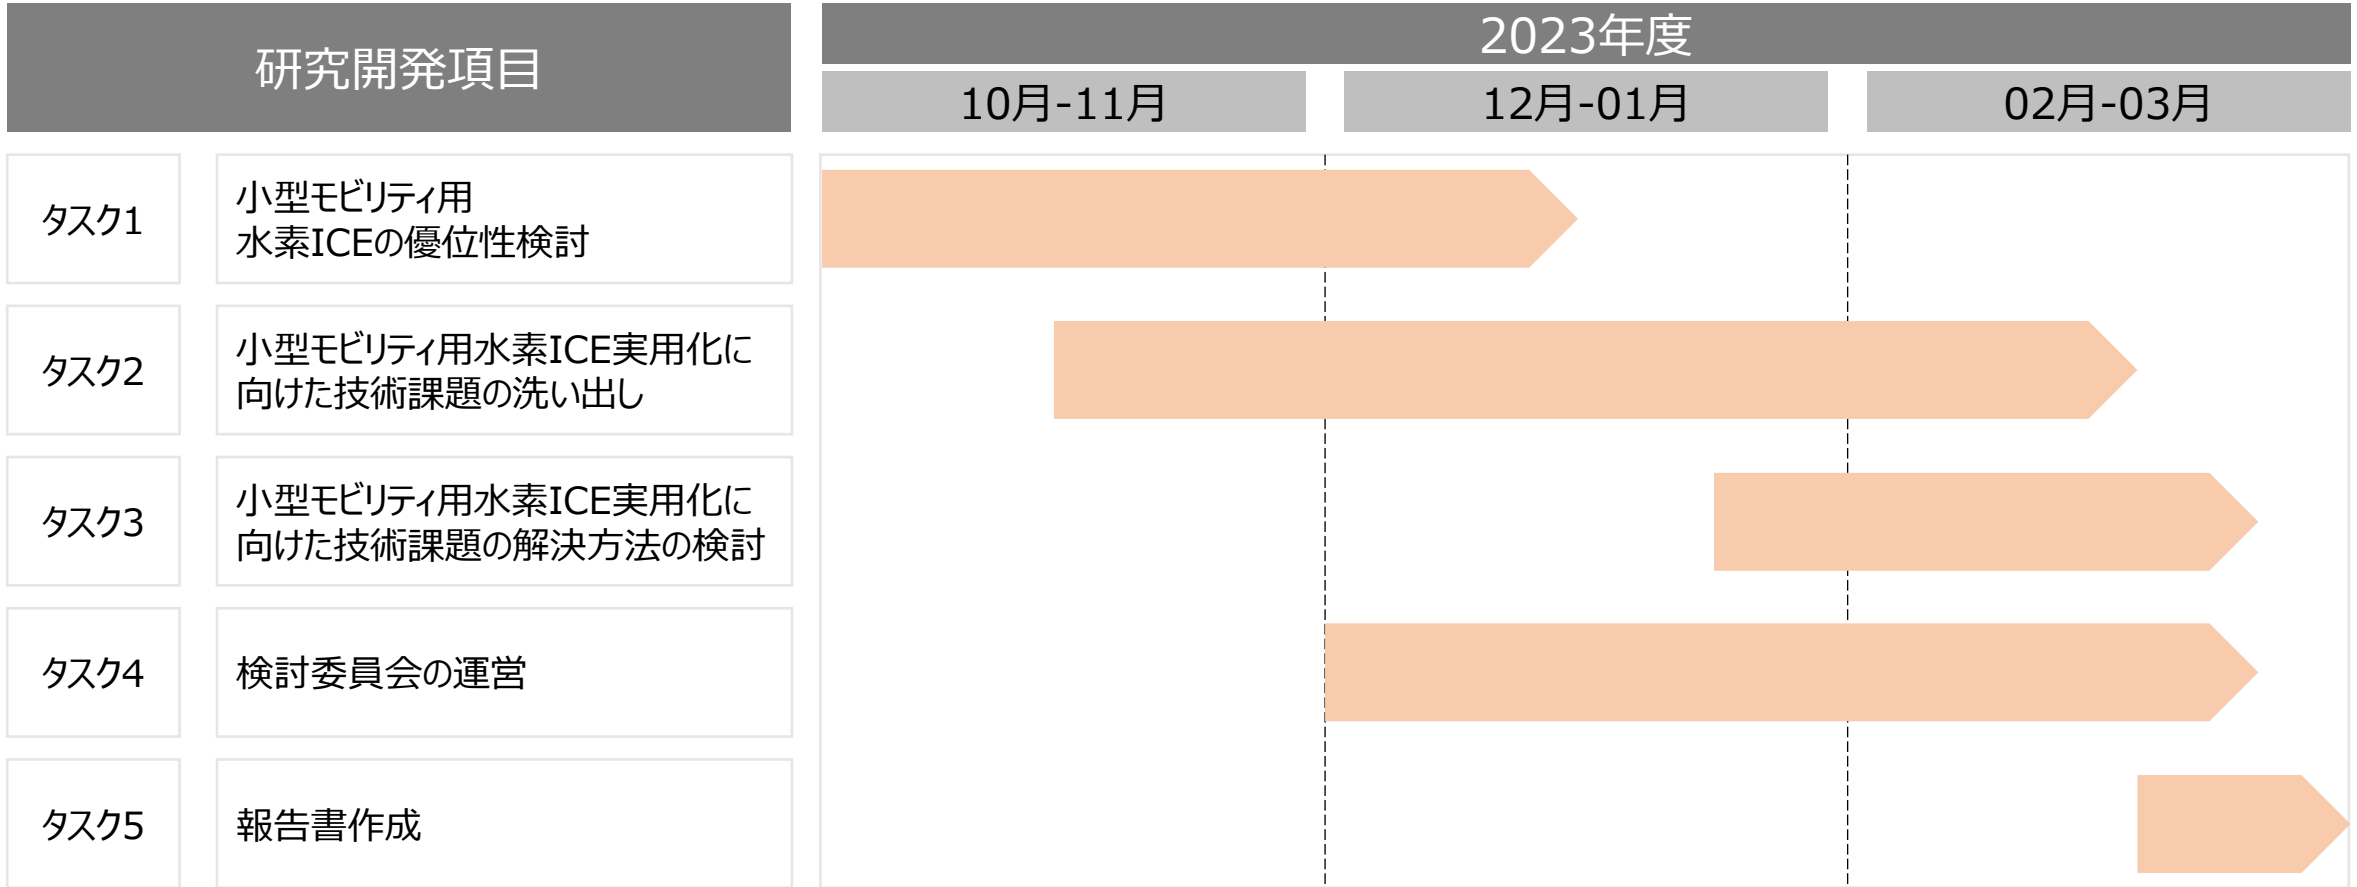 研究開発項目
2023年度
10月-11月
12月-01月
02月-03月
タスク1
小型モビリティ用
水素ICEの優位性検討
タスク2
小型モビリティ用水素ICE実用化に
向けた技術課題の洗い出し
タスク3
小型モビリティ用水素ICE実用化に
向けた技術課題の解決方法の検討
タスク4
検討委員会の運営
タスク5
報告書作成